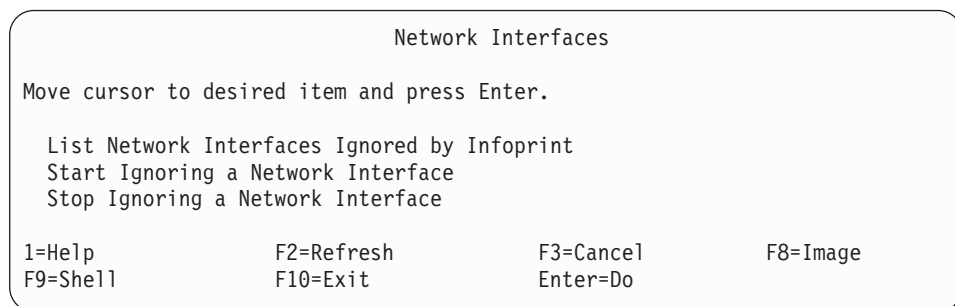 Network Interfaces
Move cursor to desired item and press Enter.
List Network Interfaces Ignored by Infoprint
Start Ignoring a Network Interface
Stop Ignoring a Network Interface
1=Help F2=Refresh F3=Cancel F8=Image
F9=Shell F10=Exit Enter=Do